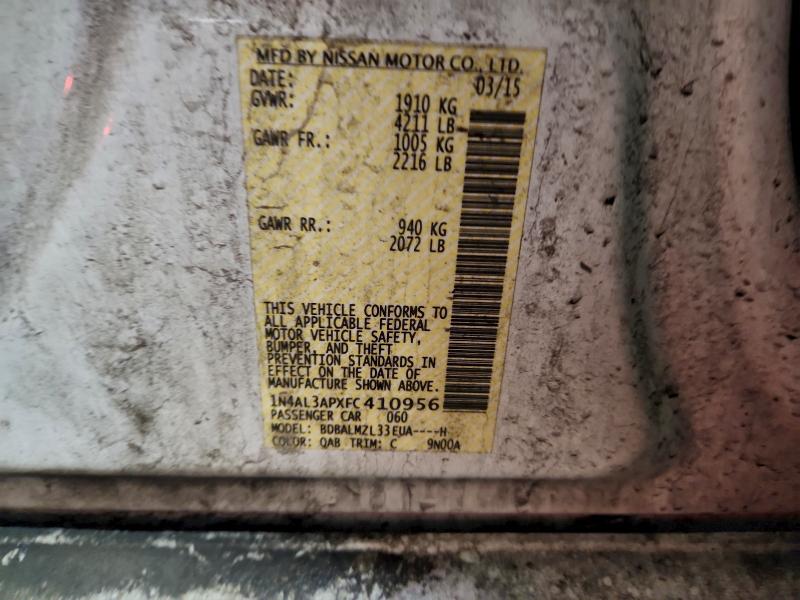 MFD BY NISSAN MOTOR CO., LTD.
DATE: 03/15
GVWR: 1910 KG
4211 LB
GAWR FR.: 1005 KG
2216 LB
GAWR RR.: 940 KG
2072 LB
THIS VEHICLE CONFORMS TO
ALL APPLICABLE FEDERAL
MOTOR VEHICLE SAFETY,
BUMPER, AND THEFT
PREVENTION STANDARDS IN
EFFECT ON THE DATE OF
MANUFACTURE SHOWN ABOVE.
1N4AL3APXFC410956
PASSENGER CAR 060
MODEL: BDBALMZL33EUA----H
COLOR: QAB TRIM: C 9N00A